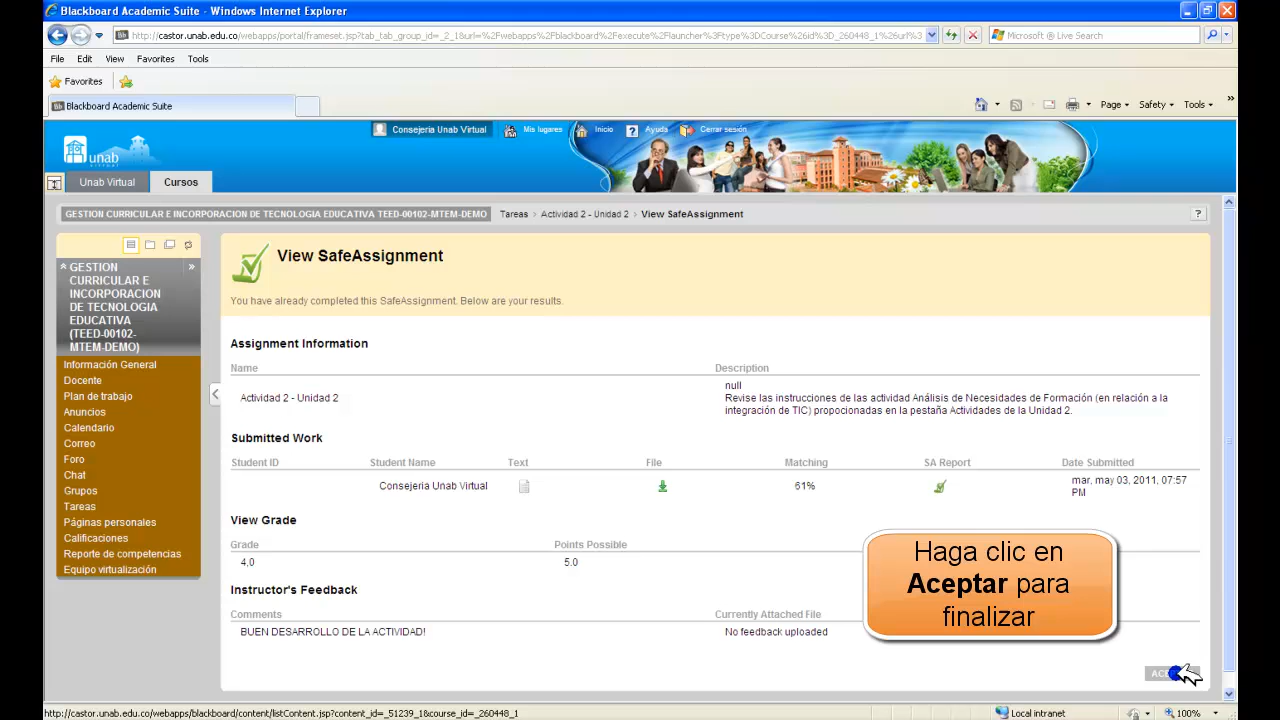 Blackboard Academic Suite - Windows Internet Explorer
http://castor.unab.edu.co/webapps/portal/frameset.jsp?tab_tab_group_id=_2_1&url=%2Fwebapps%2Fblackboard%2Fexecute%2Flauncher%3Ftype%3DCourse%26id%3D_260448_1%26url%3
Microsoft® Live Search
File Edit View Favorites Tools
Favorites
Blackboard Academic Suite
Page Safety Tools
Consejeria Unab Virtual Mis lugares Inicio Ayuda Cerrar sesión
unab
virtual
Unab Virtual Cursos
GESTION CURRICULAR E INCORPORACION DE TECNOLOGIA EDUCATIVA TEED-00102-MTEM-DEMO Tareas > Actividad 2 - Unidad 2 > View SafeAssignment ?
GESTION
CURRICULAR E
INCORPORACION
DE TECNOLOGIA
EDUCATIVA
(TEED-00102-
MTEM-DEMO)
Información General
Docente
Plan de trabajo
Anuncios
Calendario
Correo
Foro
Chat
Grupos
Tareas
Páginas personales
Calificaciones
Reporte de competencias
Equipo virtualización
View SafeAssignment
You have already completed this SafeAssignment. Below are your results.
Assignment Information
Name Description
null
Actividad 2 - Unidad 2 Revise las instrucciones de las actividad Análisis de Necesidades de Formación (en relación a la
integración de TIC) propocionadas en la pestaña Actividades de la Unidad 2.
Submitted Work
Student ID Student Name Text File Matching SA Report Date Submitted
Consejeria Unab Virtual 61% mar, may 03, 2011, 07:57
PM
View Grade
Grade Points Possible
4,0 5.0
Instructor's Feedback
Comments Currently Attached File
BUEN DESARROLLO DE LA ACTIVIDAD! No feedback uploaded
Haga clic en
Aceptar para
finalizar
http://castor.unab.edu.co/webapps/blackboard/content/listContent.jsp?content_id=_51239_1&course_id=_260448_1
Local intranet 100%